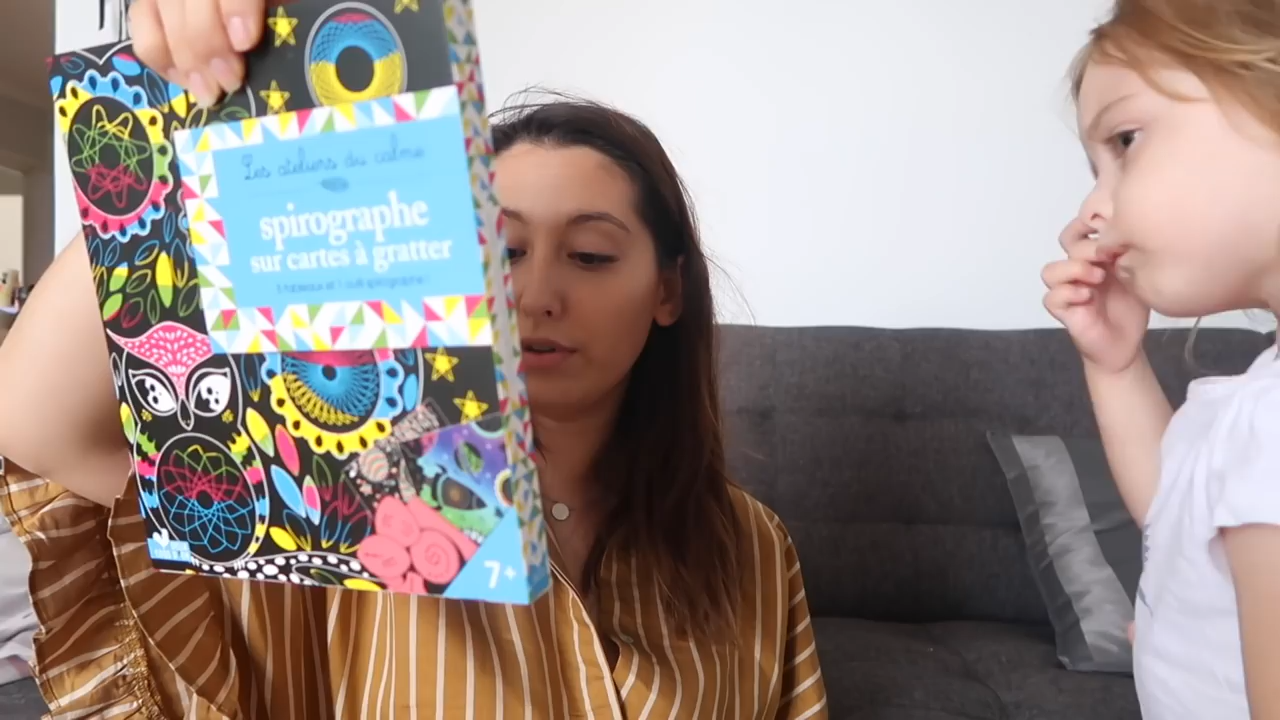 Les ateliers du calme
spirographe
sur cartes à gratter
7+